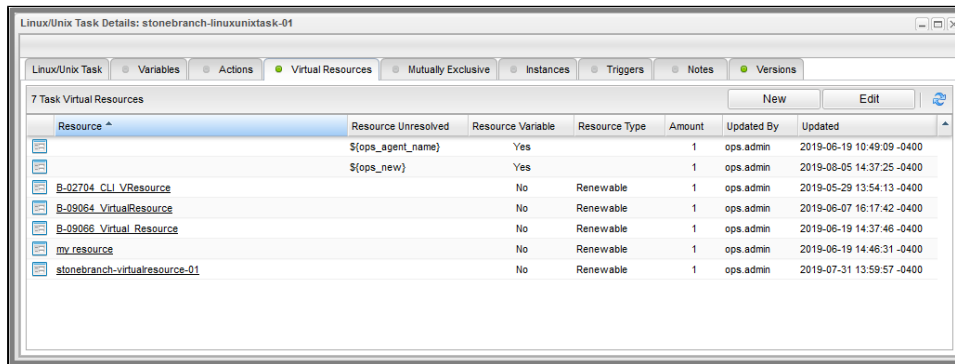 Linux/Unix Task Details: stonebranch-linuxunixtask-01
Linux/Unix Task Variables Actions Virtual Resources Mutually Exclusive Instances Triggers Notes Versions
7 Task Virtual Resources New Edit
Resource Resource Unresolved Resource Variable Resource Type Amount Updated By Updated
${ops_agent_name} Yes 1 ops.admin 2019-06-19 10:49:09 -0400
${ops_new} Yes 1 ops.admin 2019-08-05 14:37:25 -0400
B-02704_CLI_VResource No Renewable 1 ops.admin 2019-05-29 13:54:13 -0400
B-09064_VirtualResource No Renewable 1 ops.admin 2019-06-07 16:17:42 -0400
B-09066_Virtual_Resource No Renewable 1 ops.admin 2019-06-19 14:37:46 -0400
my resource No Renewable 1 ops.admin 2019-06-19 14:46:31 -0400
stonebranch-virtualresource-01 No Renewable 1 ops.admin 2019-07-31 13:59:57 -0400